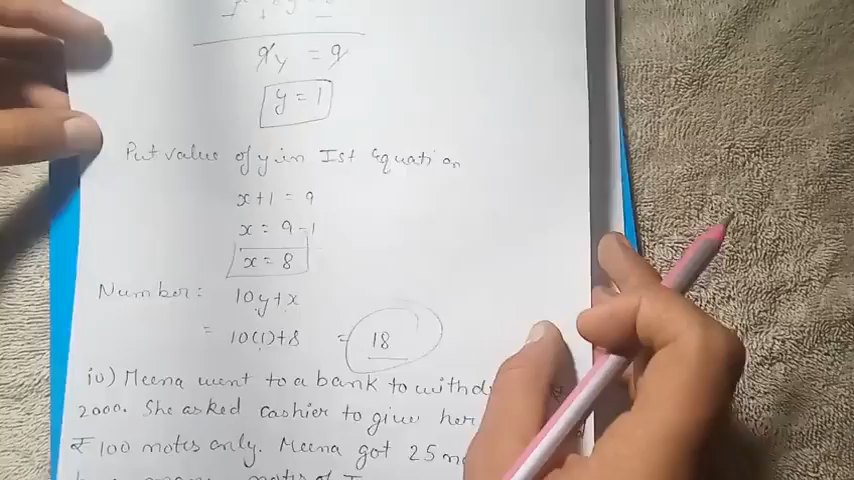 9y = 9
y = 1
Put value of y in Ist Equation
x+1 = 9
x = 9-1
x = 8
Number: 10y+x
= 10(1)+8 = 18
iv) Meena went to a bank to
2000. She asked cashier to give her
₹100 notes only. Meena got 25
notes of